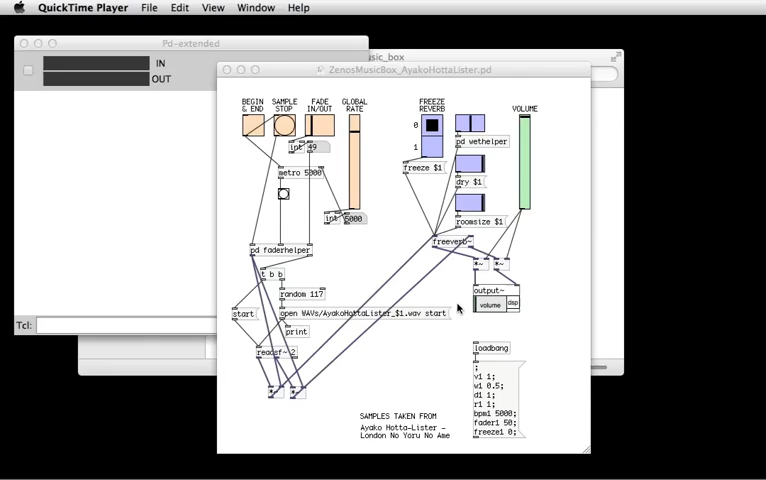 QuickTime Player File Edit View Window Help
Pd-extended
usic_box
IN
OUT
ZenosMusicBox_AyakoHottaLister.pd
BEGIN & END
SAMPLE STOP
FADE IN/OUT
GLOBAL RATE
FREEZE REVERB
VOLUME
0
1
int 49
pd wethelper
metro 5000
freeze $1
dry $1
int 5000
roomsize $1
freeverb~
pd faderhelper
*~ *~
t b b
random 117
output~
volume dsp
start
open WAVs/AyakoHottaLister_$1.wav start
Tcl:
print
loadbang
readsf~ 2
;
v1 1;
w1 0.5;
d1 1;
r1 1;
bpm1 5000;
fader1 50;
freeze1 0;
*~ *~
SAMPLES TAKEN FROM
Ayako Hotta-Lister -
London No Yoru No Ame